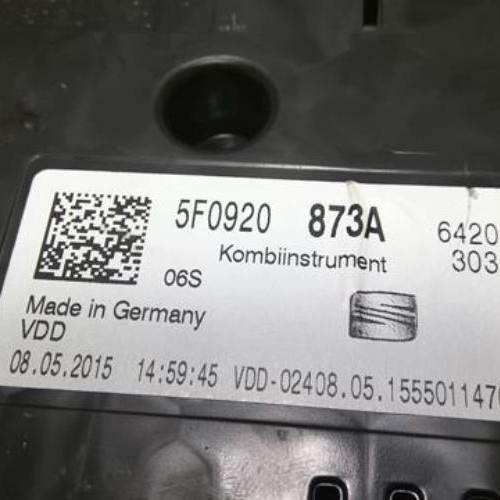 5F0920 873A 6420
Kombiinstrument 303
06S
Made in Germany
VDD
08.05.2015 14:59:45 VDD-02408.05.1555011470